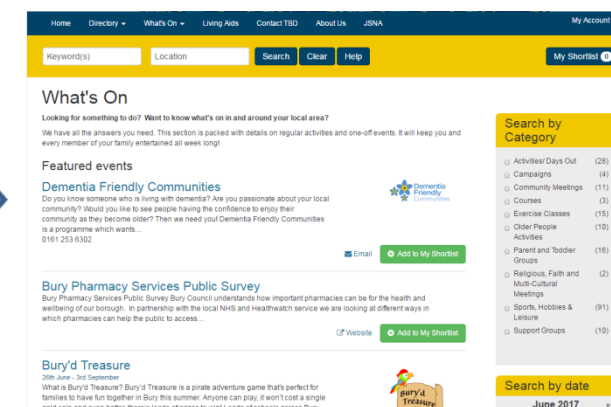 Home Directory What's On Living Aids Contact TBD About Us JSNA My Account
Keyword(s) Location Search Clear Help My Shortlist 0
What's On
Looking for something to do? Want to know what's on in and around your local area?
We have all the answers you need. This section is packed with details on regular activities and one-off events. It will keep you and
every member of your family entertained all week long!
Featured events
Dementia Friendly Communities
Do you know someone who is living with dementia? Are you passionate about your local
community? Would you like to see people having the confidence to enjoy their
community as they become older? Then we need you! Dementia Friendly Communities
is a programme which wants...
0161 253 6302
Dementia
Friendly
Communities
Email Add to My Shortlist
Bury Pharmacy Services Public Survey
Bury Pharmacy Services Public Survey Bury Council understands how important pharmacies can be for the health and
wellbeing of our borough. In partnership with the local NHS and Healthwatch service we are looking at different ways in
which pharmacies can help the public to access...
Website Add to My Shortlist
Bury'd Treasure
26th June - 3rd September
What is Bury'd Treasure? Bury'd Treasure is a pirate adventure game that's perfect for
families to have fun together in Bury this summer. Anyone can play, it won't cost a single
Bury'd
Treasure
Search by
Category
Activities/ Days Out (28)
Campaigns (4)
Community Meetings (11)
Courses (3)
Exercise Classes (15)
Older People (10)
Activities
Parent and Toddler (16)
Groups
Religious, Faith and (2)
Multi-Cultural
Meetings
Sports, Hobbies & (91)
Leisure
Support Groups (10)
Search by date
June 2017 »